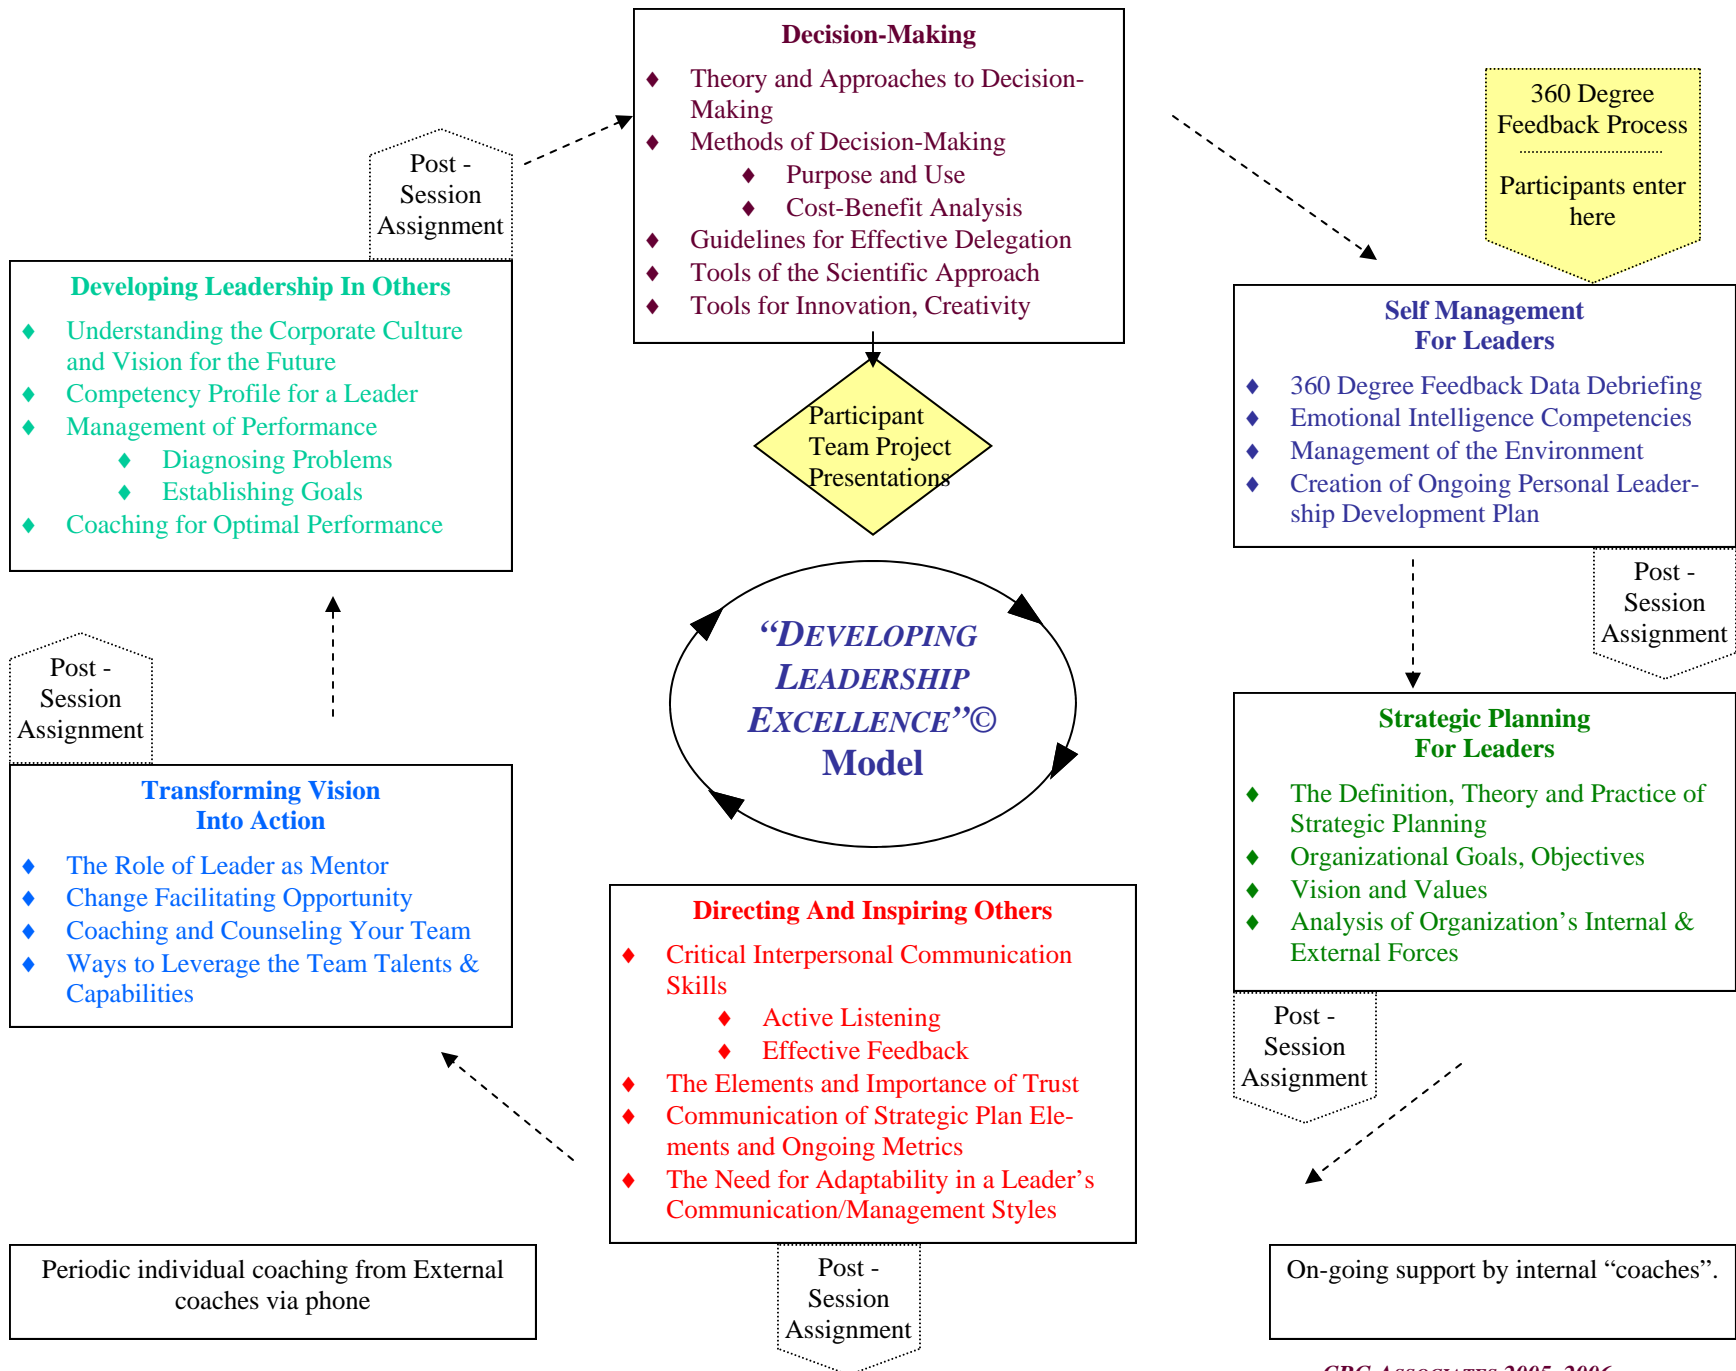 Decision-Making
♦ Theory and Approaches to Decision-
Making
♦ Methods of Decision-Making
♦ Purpose and Use
♦ Cost-Benefit Analysis
♦ Guidelines for Effective Delegation
♦ Tools of the Scientific Approach
♦ Tools for Innovation, Creativity
360 Degree
Feedback Process
Participants enter
here
Post -
Session
Assignment
Developing Leadership In Others
♦ Understanding the Corporate Culture
and Vision for the Future
♦ Competency Profile for a Leader
♦ Management of Performance
♦ Diagnosing Problems
♦ Establishing Goals
♦ Coaching for Optimal Performance
Participant
Team Project
Presentations
Self Management
For Leaders
♦ 360 Degree Feedback Data Debriefing
♦ Emotional Intelligence Competencies
♦ Management of the Environment
♦ Creation of Ongoing Personal Leader-
ship Development Plan
Post -
Session
Assignment
Post -
Session
Assignment
“DEVELOPING
LEADERSHIP
EXCELLENCE”©
Model
Strategic Planning
For Leaders
♦ The Definition, Theory and Practice of
Strategic Planning
♦ Organizational Goals, Objectives
♦ Vision and Values
♦ Analysis of Organization’s Internal &
External Forces
Transforming Vision
Into Action
♦ The Role of Leader as Mentor
♦ Change Facilitating Opportunity
♦ Coaching and Counseling Your Team
♦ Ways to Leverage the Team Talents &
Capabilities
Directing And Inspiring Others
♦ Critical Interpersonal Communication
Skills
♦ Active Listening
♦ Effective Feedback
♦ The Elements and Importance of Trust
♦ Communication of Strategic Plan Ele-
ments and Ongoing Metrics
♦ The Need for Adaptability in a Leader’s
Communication/Management Styles
Post -
Session
Assignment
Periodic individual coaching from External
coaches via phone
Post -
Session
Assignment
On-going support by internal “coaches”.
ASSOCIATES 2005, 2006